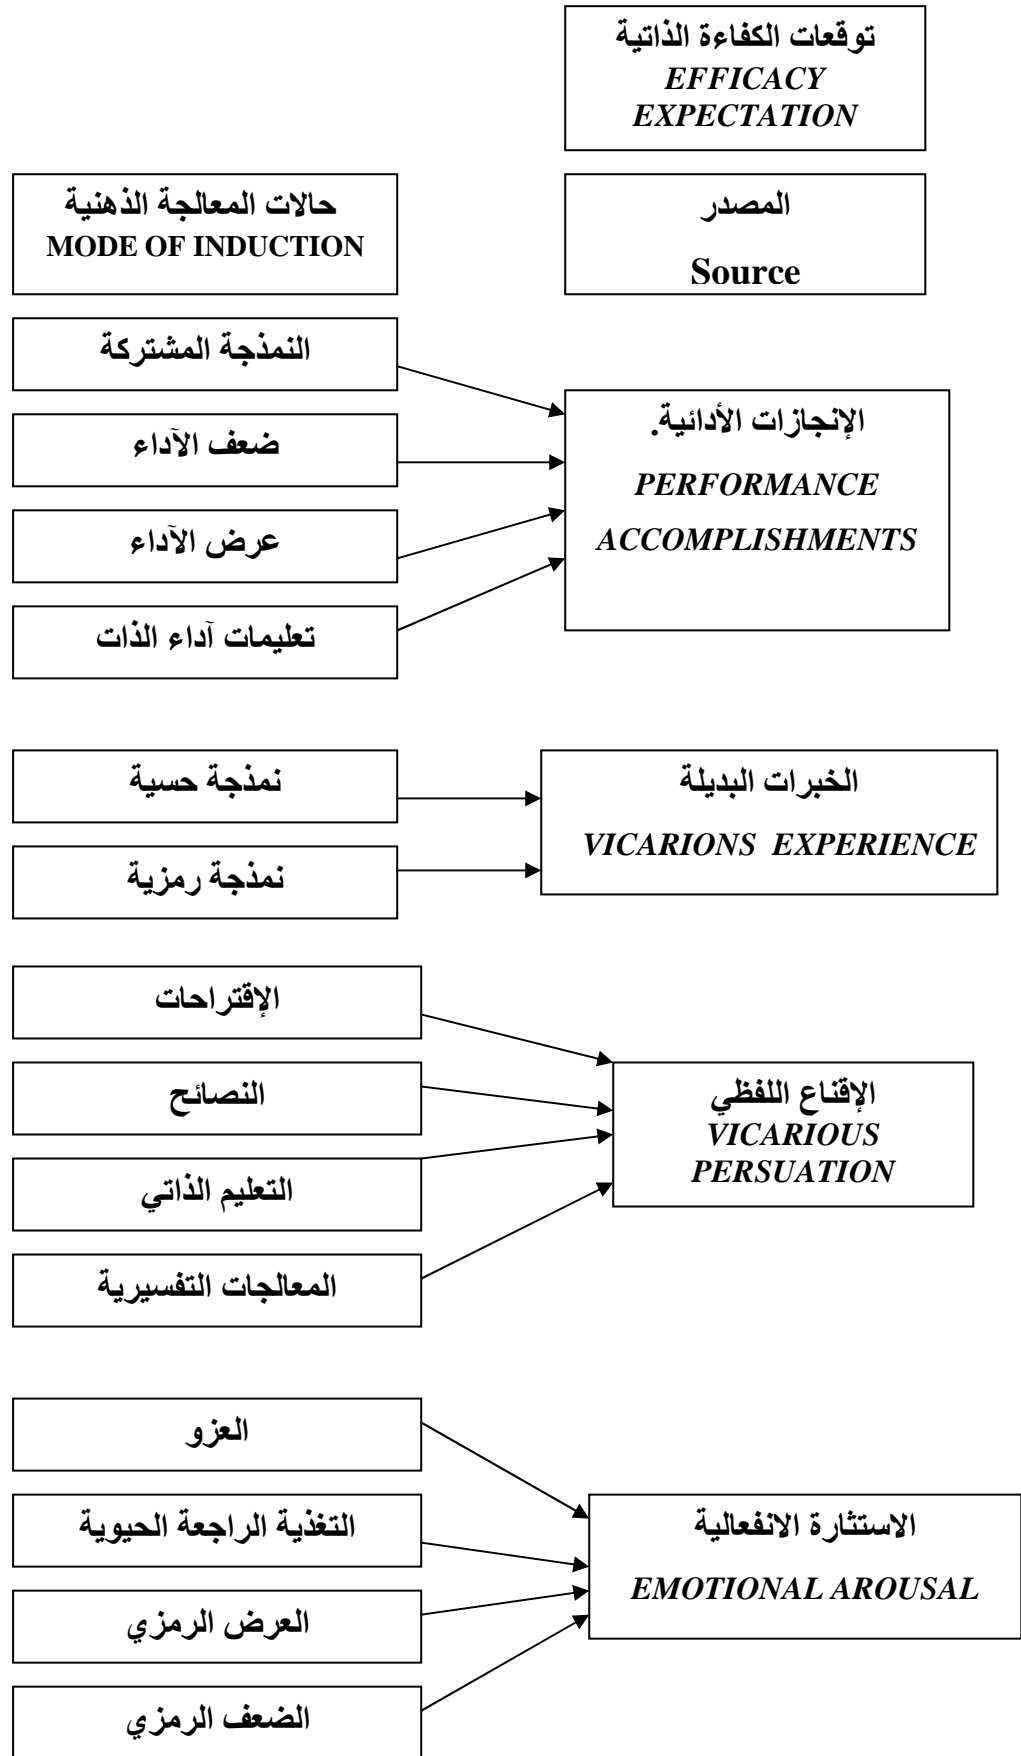 توقعات الكفاءة الذاتية
EFFICACY
EXPECTATION
حالات المعالجة الذهنية
MODE OF INDUCTION
المصدر
Source
النمذجة المشتركة
ضعف الآداء
عرض الآداء
تعليمات آداء الذات
الإنجازات الأدائية.
PERFORMANCE
ACCOMPLISHMENTS
نمذجة حسية
نمذجة رمزية
الخبرات البديلة
VICARIONS EXPERIENCE
الإقتراحات
النصائح
التعليم الذاتي
المعالجات التفسيرية
الإقناع اللفظي
VICARIOUS
PERSUATION
العزو
التغذية الراجعة الحيوية
العرض الرمزي
الضعف الرمزي
الاستثارة الانفعالية
EMOTIONAL AROUSAL